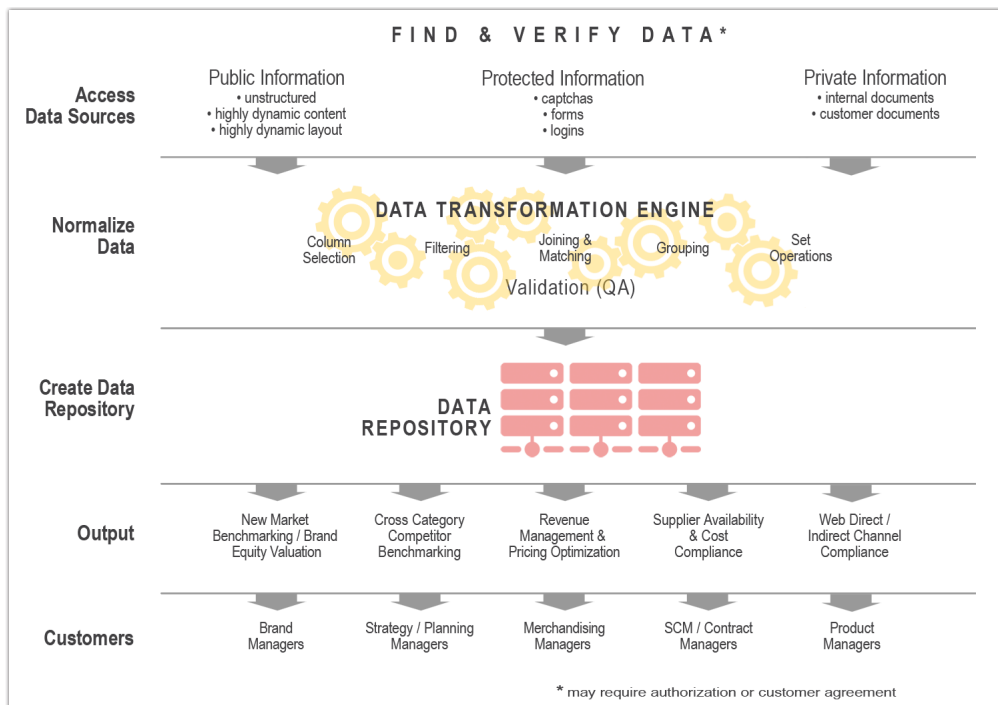 FIND & VERIFY DATA*
Access
Data Sources
Public Information
• unstructured
• highly dynamic content
• highly dynamic layout
Protected Information
• captchas
• forms
• logins
Private Information
• internal documents
• customer documents
Normalize
Data
DATA TRANSFORMATION ENGINE
Column
Selection
Filtering
Joining &
Matching
Grouping
Set
Operations
Validation (QA)
Create Data
Repository
DATA
REPOSITORY
Output
New Market
Benchmarking / Brand
Equity Valuation
Cross Category
Competitor
Benchmarking
Revenue
Management &
Pricing Optimization
Supplier Availability
& Cost
Compliance
Web Direct /
Indirect Channel
Compliance
Customers
Brand
Managers
Strategy / Planning
Managers
Merchandising
Managers
SCM / Contract
Managers
Product
Managers
* may require authorization or customer agreement